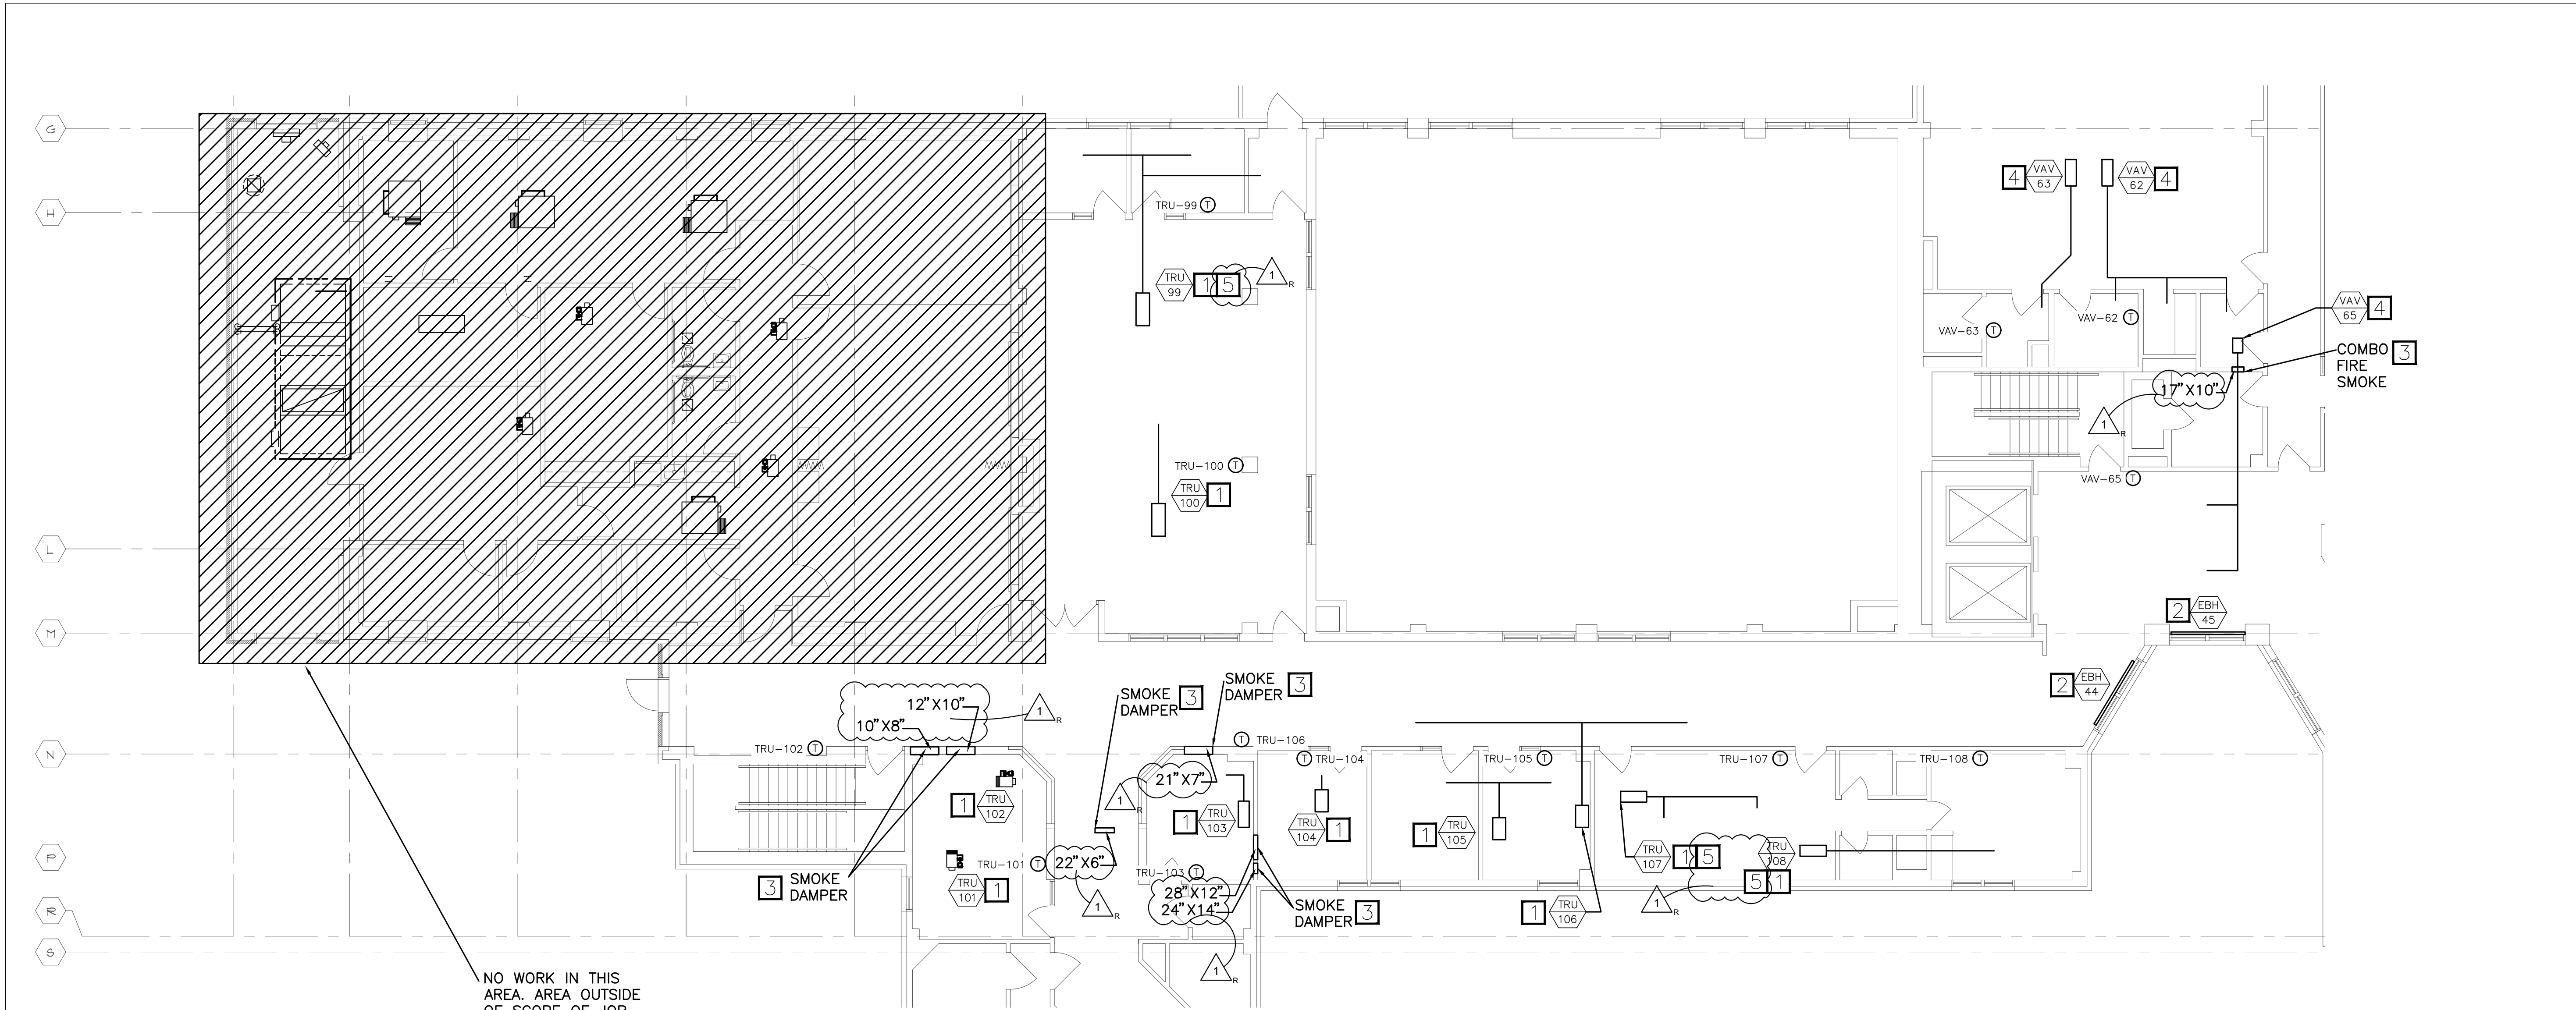 G
H
L
M
N
P
R
S
TRU-99 T
TRU
99
1 5
1
R
TRU-100 T
TRU
100
1
4
VAV
63
VAV
62
4
VAV-63 T
VAV-62 T
VAV
65
4
COMBO
FIRE
SMOKE
3
17"X10"
1
R
VAV-65 T
2
EBH
45
2
EBH
44
12"X10"
10"X8"
1
R
SMOKE
DAMPER
3
SMOKE
DAMPER
3
TRU-102 T
T TRU-106
T TRU-104
TRU-105 T
TRU-107 T
TRU-108 T
21"X7"
1
R
1
TRU
102
1
TRU
103
TRU
104
1
1
TRU
105
TRU
107
1 5
TRU
108
5 1
1
R
TRU-101 T
22"X6"
1
R
TRU
101
1
TRU-103 T
28"X12"
24"X14"
1
R
3
SMOKE
DAMPER
SMOKE
DAMPER
3
1
TRU
106
NO WORK IN THIS
AREA. AREA OUTSIDE
OF SCOPE OF JOB